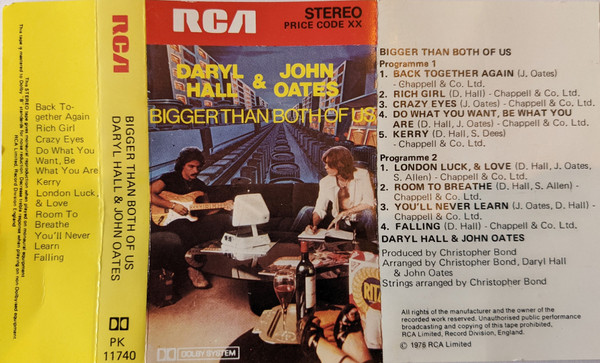 RCA
Back To-
gether Again
Rich Girl
Crazy Eyes
Do What You
Want, Be
What You Are
Kerry
London Luck,
& Love
Room To
Breathe
You'll Never
Learn
Falling
This STEREO tape
RCA Limited, Record Division, England
BIGGER THAN BOTH OF US
DARYL HALL & JOHN OATES
PK
11740
RCA
STEREO
PRICE CODE XX
DARYL HALL & JOHN OATES
BIGGER THAN BOTH OF US
RITZ
DOLBY SYSTEM
BIGGER THAN BOTH OF US
Programme 1
1. BACK TOGETHER AGAIN (J. Oates)
- Chappell & Co. Ltd.
2. RICH GIRL (D. Hall) - Chappell & Co. Ltd.
3. CRAZY EYES (J. Oates) - Chappell & Co. Ltd.
4. DO WHAT YOU WANT, BE WHAT YOU
ARE (D. Hall, J. Oates) - Chappell & Co. Ltd.
5. KERRY (D. Hall, S. Dees)
- Chappell & Co. Ltd.
Programme 2
1. LONDON LUCK, & LOVE (D. Hall, J. Oates,
S. Allen) - Chappell & Co. Ltd.
2. ROOM TO BREATHE (D. Hall, S. Allen) -
Chappell & Co. Ltd.
3. YOU'LL NEVER LEARN (J. Oates, D. Hall) -
Chappell & Co. Ltd.
4. FALLING (D. Hall) - Chappell & Co. Ltd,
DARYL HALL & JOHN OATES
Produced by Christopher Bond
Arranged by Christopher Bond, Daryl Hall
& John Oates
Strings arranged by Christopher Bond
All rights of the manufacturer and the owner of the
recorded work reserved. Unauthorised public performance
broadcasting and copying of this tape prohibited,
RCA Limited, Record Division, England.
© 1976 RCA Limited